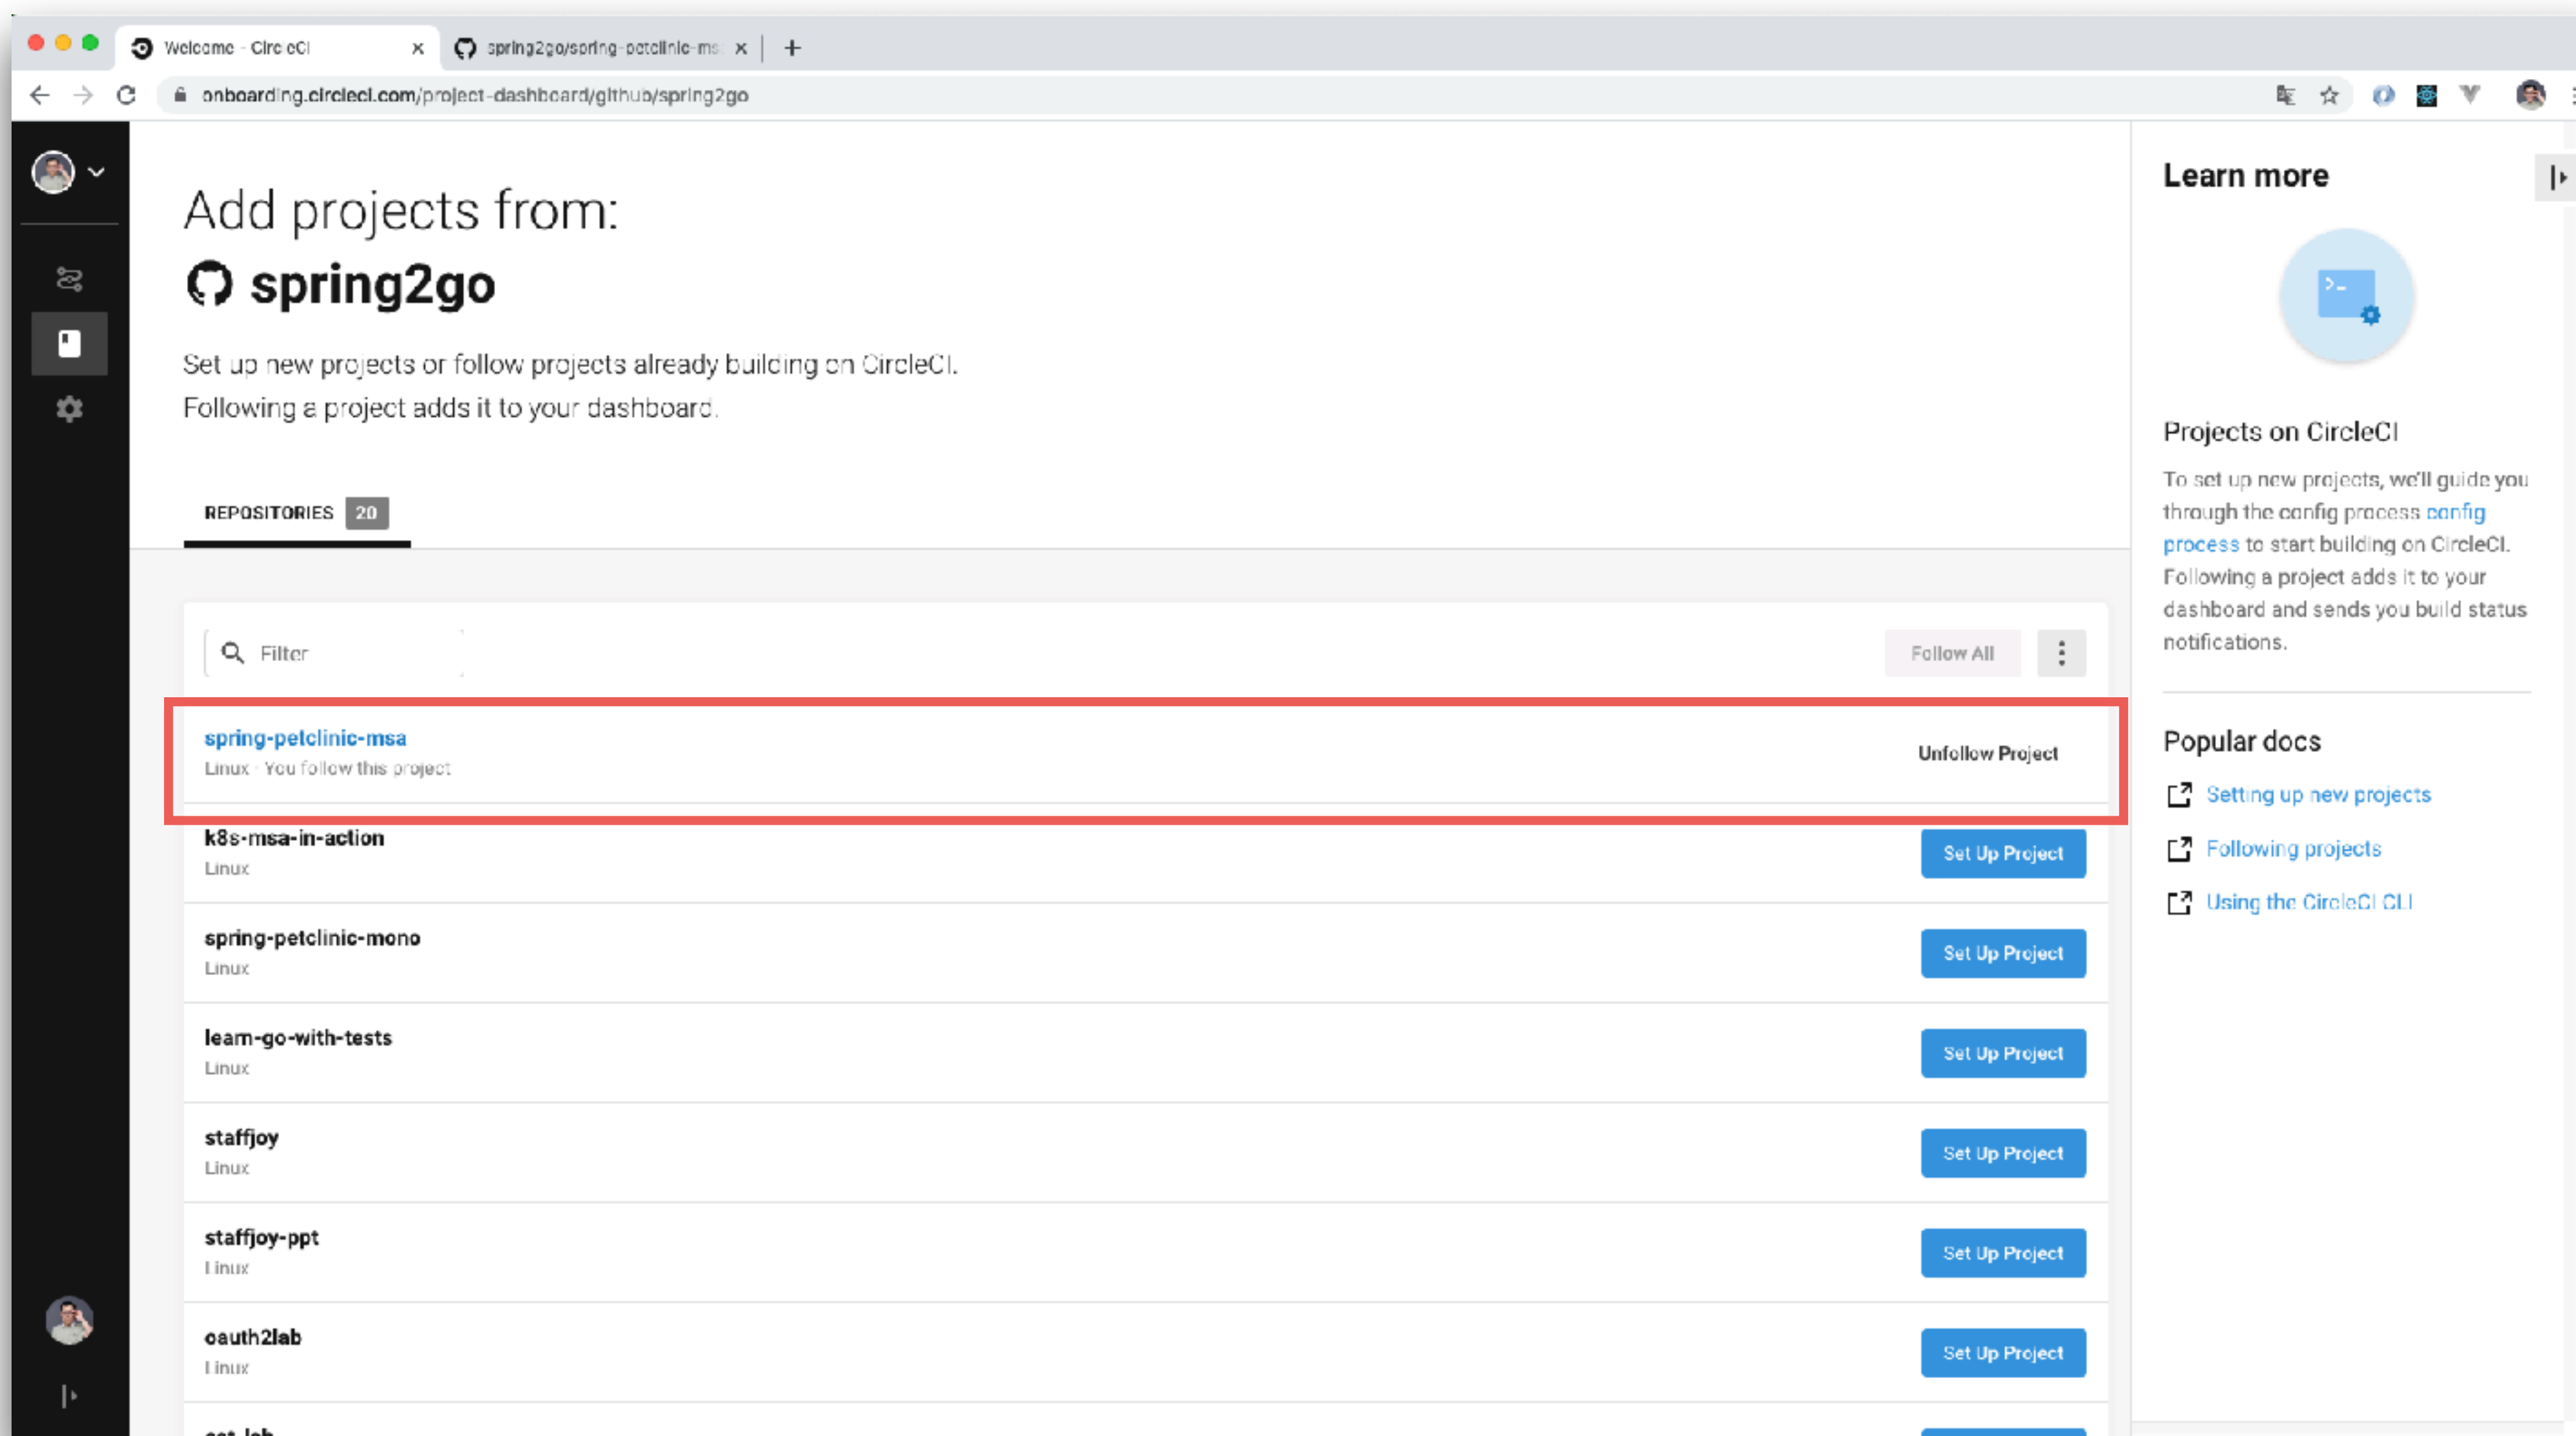 Welcome - CircleCI
spring2go/spring-petclinic-ms
onboarding.circleci.com/project-dashboard/github/spring2go
Add projects from:
spring2go
Set up new projects or follow projects already building on CircleCI.
Following a project adds it to your dashboard.
REPOSITORIES 20
Filter
Follow All
spring-petclinic-msa
Linux · You follow this project
Unfollow Project
k8s-msa-in-action
Linux
Set Up Project
spring-petclinic-mono
Linux
Set Up Project
learn-go-with-tests
Linux
Set Up Project
staffjoy
Linux
Set Up Project
staffjoy-ppt
Linux
Set Up Project
oauth2lab
Linux
Set Up Project
Learn more
Projects on CircleCI
To set up new projects, we'll guide you
through the config process config
process to start building on CircleCI.
Following a project adds it to your
dashboard and sends you build status
notifications.
Popular docs
Setting up new projects
Following projects
Using the CircleCI CLI